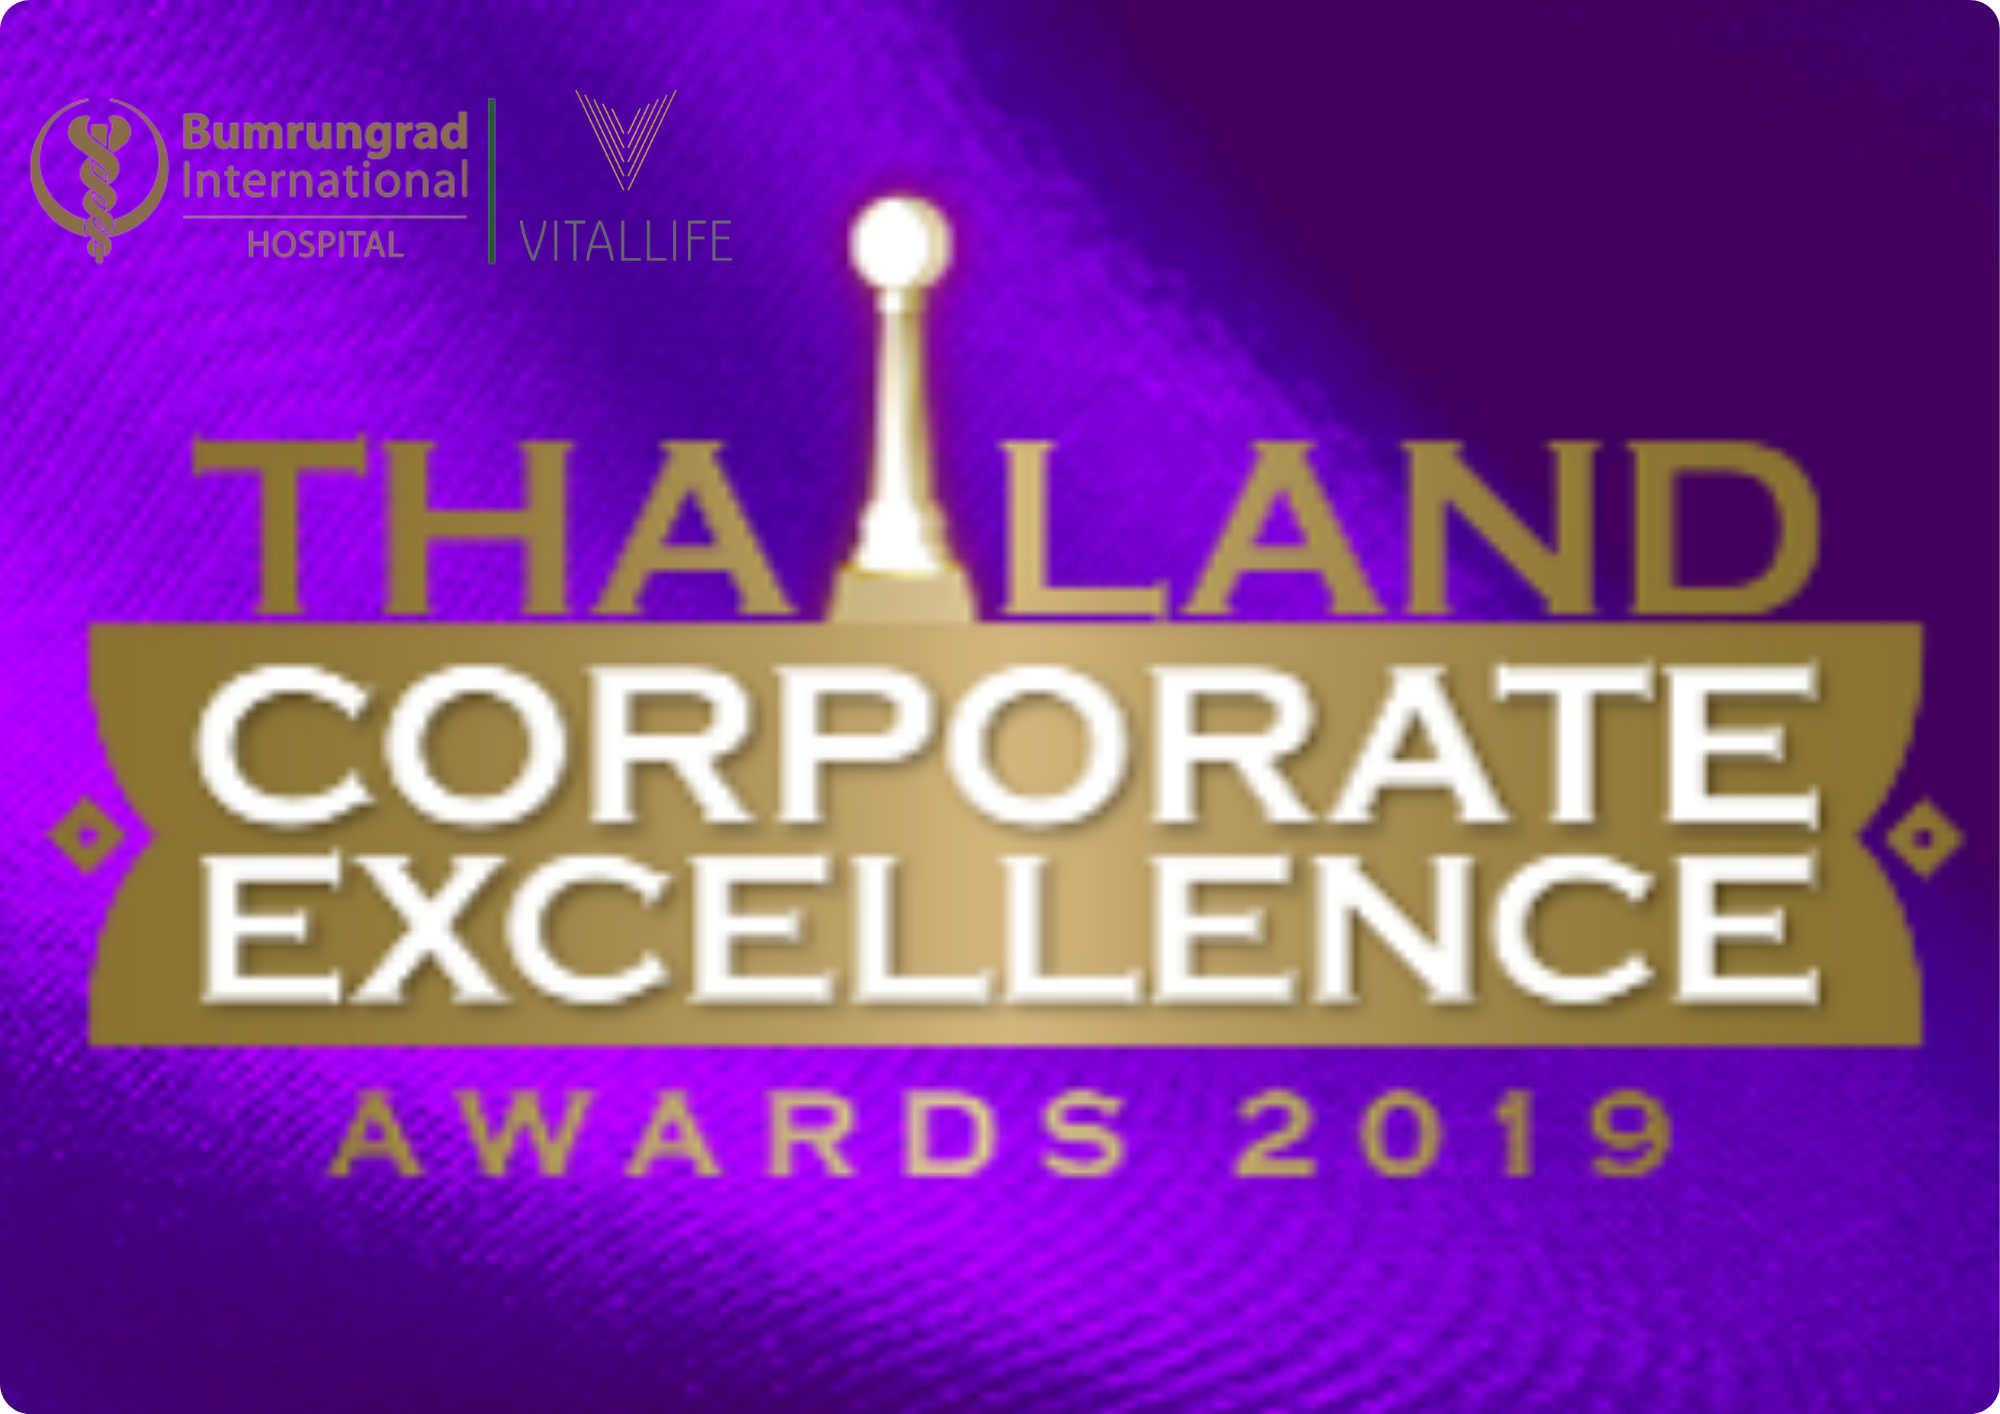 Bumrungrad
International
HOSPITAL
VITALLIFE
THAILAND
CORPORATE
EXCELLENCE
AWARDS 2019